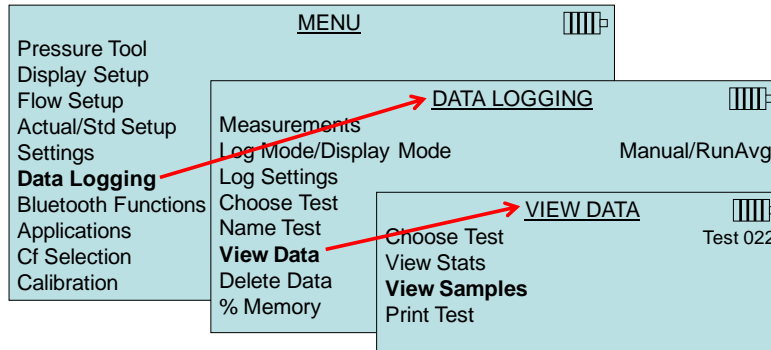 MENU
Pressure Tool
Display Setup
Flow Setup
Actual/Std Setup
Settings
Data Logging
Bluetooth Functions
Applications
Cf Selection
Calibration
DATA LOGGING
Measurements
Log Mode/Display Mode Manual/RunAvg
Log Settings
Choose Test
Name Test
View Data
Delete Data
% Memory
VIEW DATA
Choose Test Test 022
View Stats
View Samples
Print Test